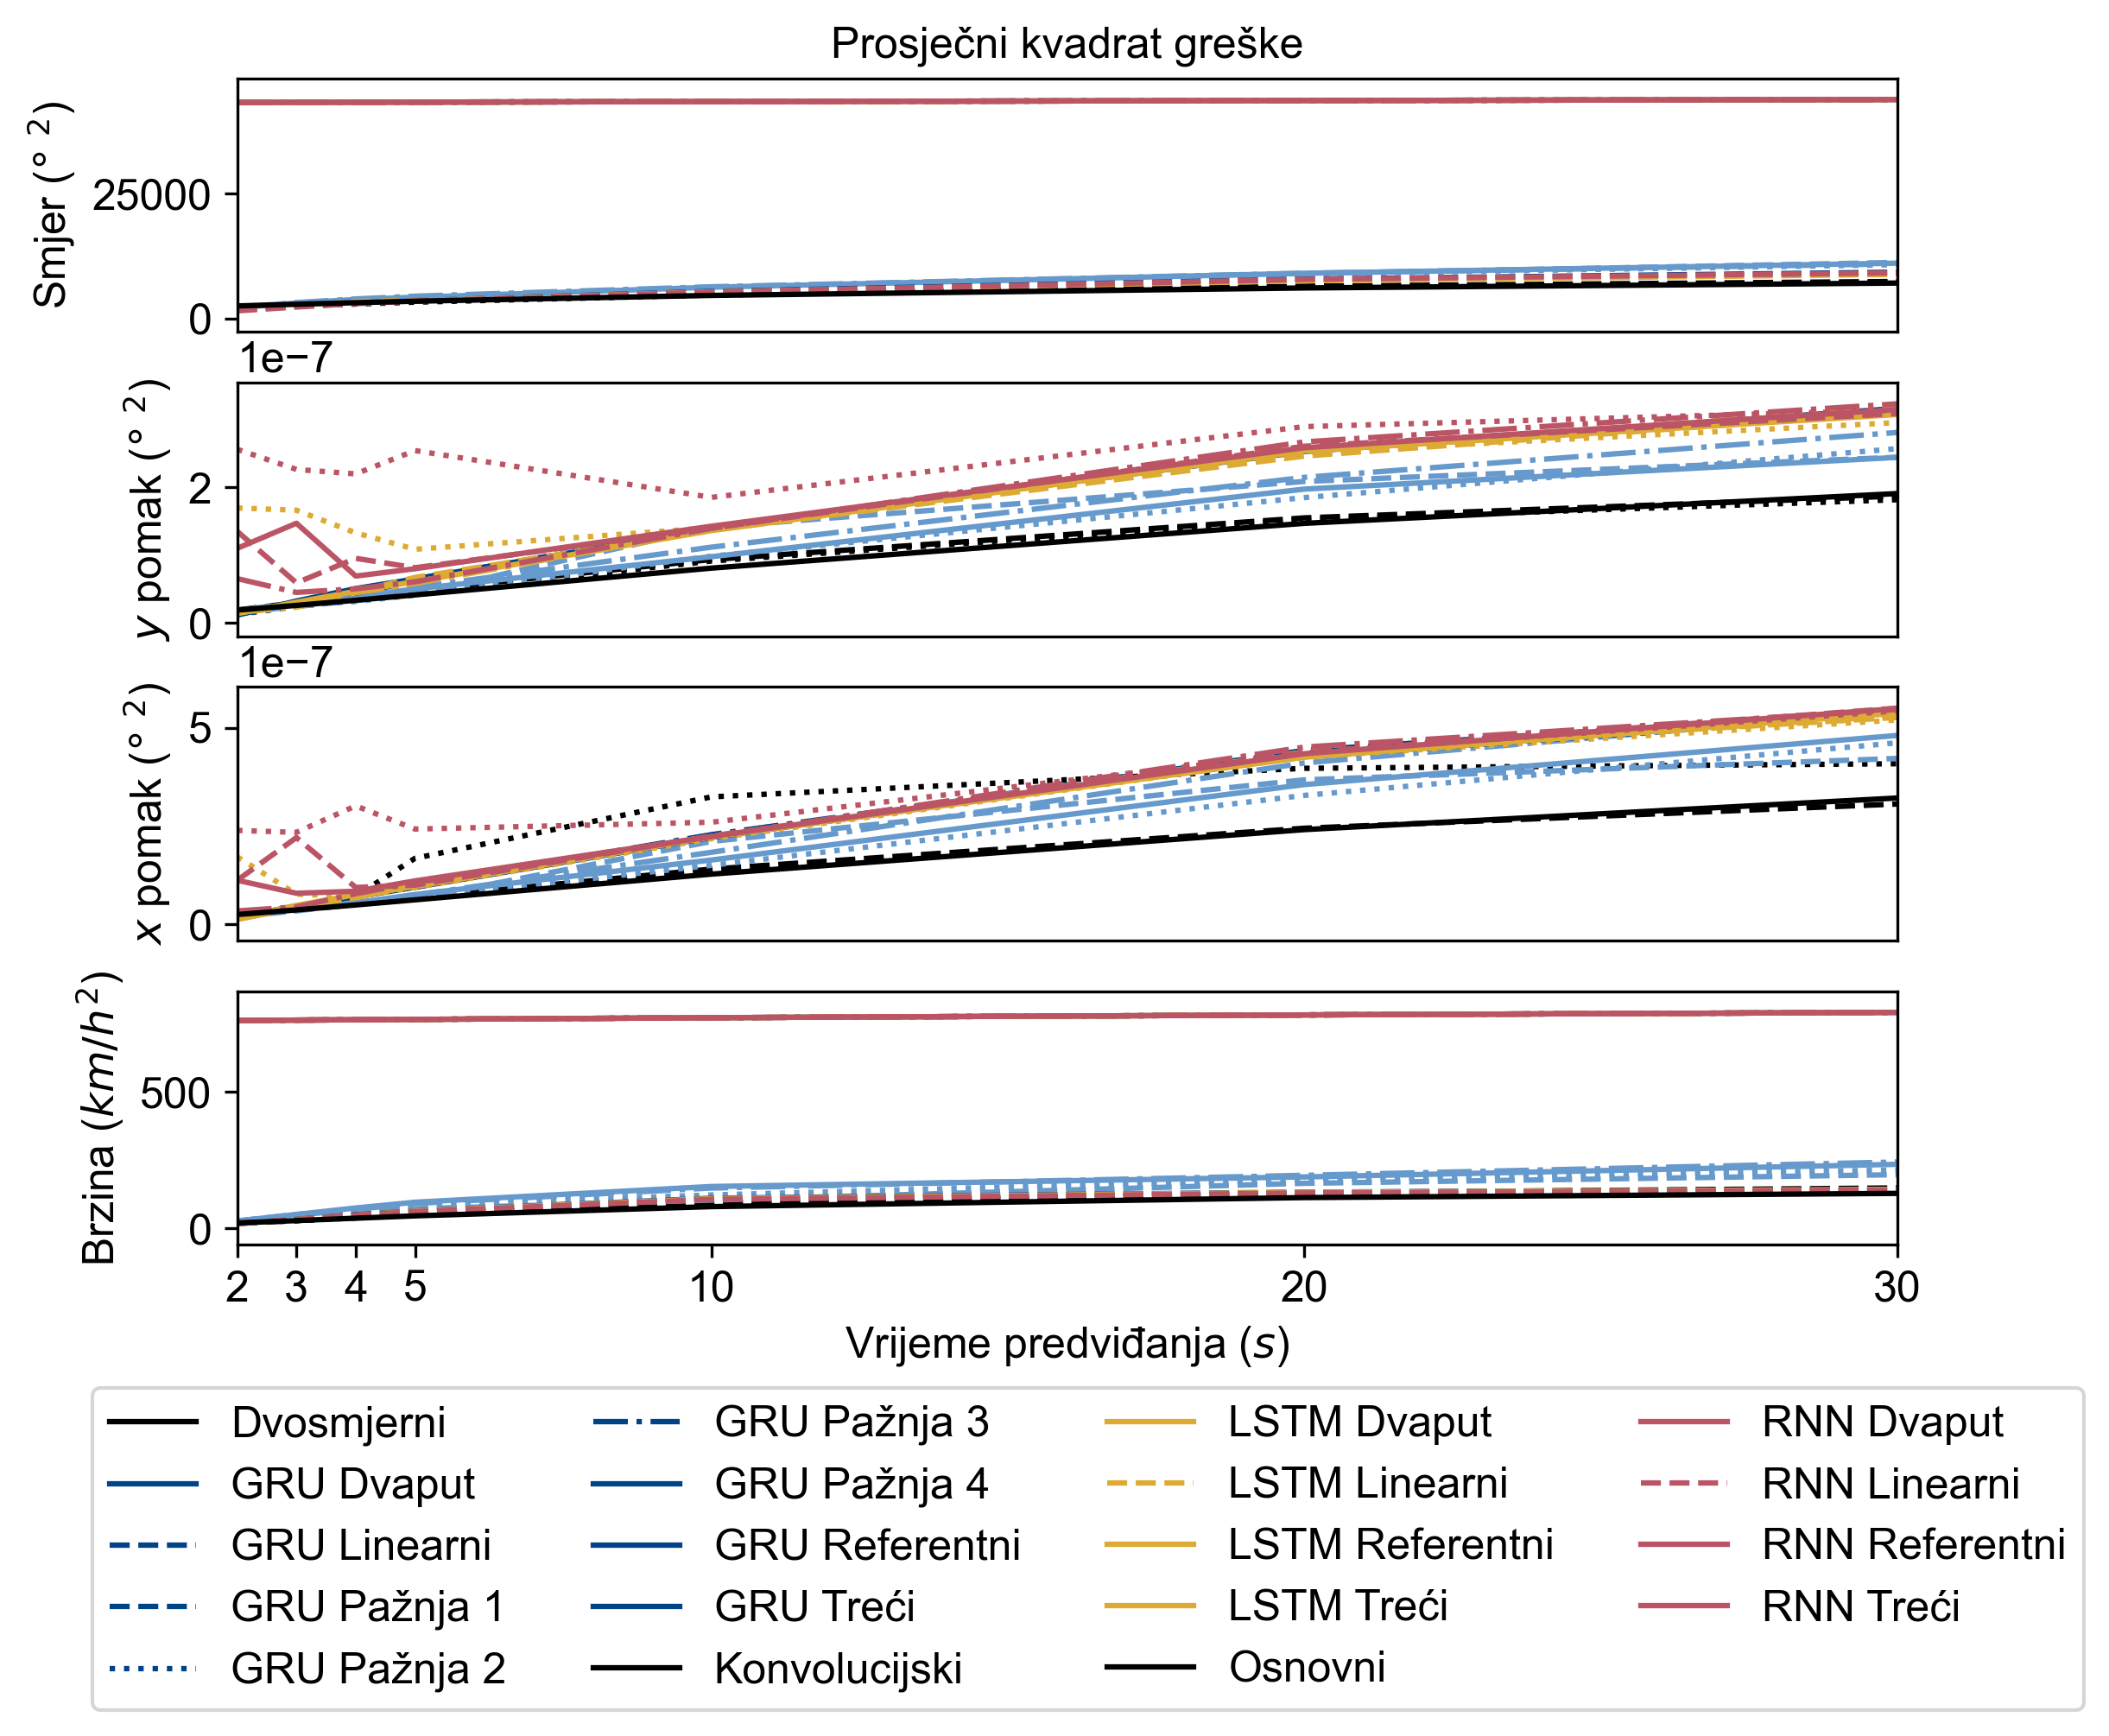 Prosječni kvadrat greške
Smjer (° ²)
25000
0
1e−7
y pomak (° ²)
2
0
1e−7
x pomak (° ²)
5
0
Brzina (km/h²)
500
0
2 3 4 5 10 20 30
Vrijeme predviđanja (s)
Dvosmjerni
GRU Dvaput
GRU Linearni
GRU Pažnja 1
GRU Pažnja 2
GRU Pažnja 3
GRU Pažnja 4
GRU Referentni
GRU Treći
Konvolucijski
LSTM Dvaput
LSTM Linearni
LSTM Referentni
LSTM Treći
Osnovni
RNN Dvaput
RNN Linearni
RNN Referentni
RNN Treći